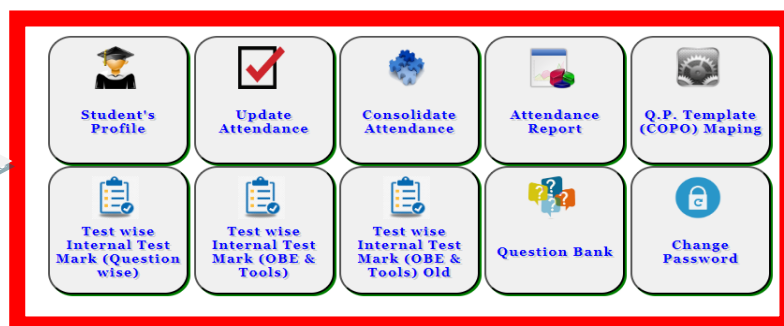 Student's
Profile
Update
Attendance
Consolidate
Attendance
Attendance
Report
Q.P. Template
(COPO) Maping
Test wise
Internal Test
Mark (Question
wise)
Test wise
Internal Test
Mark (OBE &
Tools)
Test wise
Internal Test
Mark (OBE &
Tools) Old
Question Bank
Change
Password